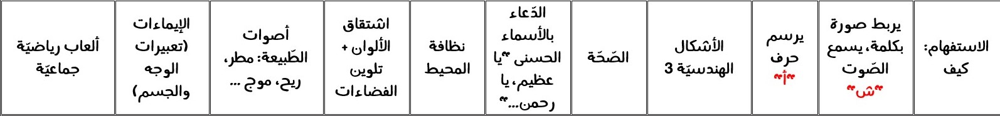 الاستفهام:
كيف
يربط صورة
بكلمة، يسمع
الصّوت
"ش"
يرسم
حرف
"أ"
الأشكال
الهندسيّة 3
الصّحّة
الدّعاء
بالأسماء
الحسنى "يا
عظيم، يا
رحمن..."
نظافة
المحيط
اشتقاق
الألوان +
تلوين
الفضاءات
أصوات
الطّبيعة: مطر،
ريح، موج ...
الإيماءات
(تعبيرات
الوجه
والجسم)
ألعاب رياضيّة
جماعيّة